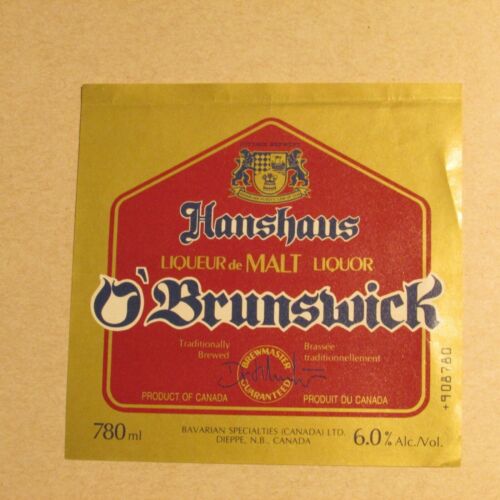 Hanshaus
LIQUEUR de MALT LIQUOR
O'Brunswick
Traditionally
Brewed
Brassée
traditionnellement
BREWMASTER
GUARANTEED
PRODUCT OF CANADA
PRODUIT DU CANADA
+908780
780 ml
BAVARIAN SPECIALTIES (CANADA) LTD.
DIEPPE, N.B., CANADA
6.0% Alc./Vol.